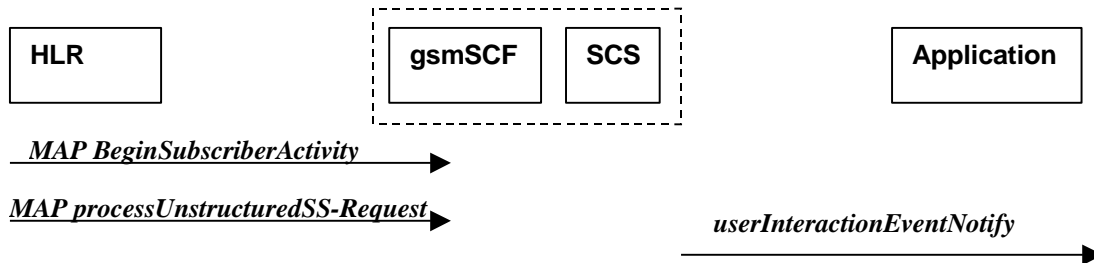 HLR gsmSCF SCS Application
MAP BeginSubscriberActivity
MAP processUnstructuredSS-Request
userInteractionEventNotify